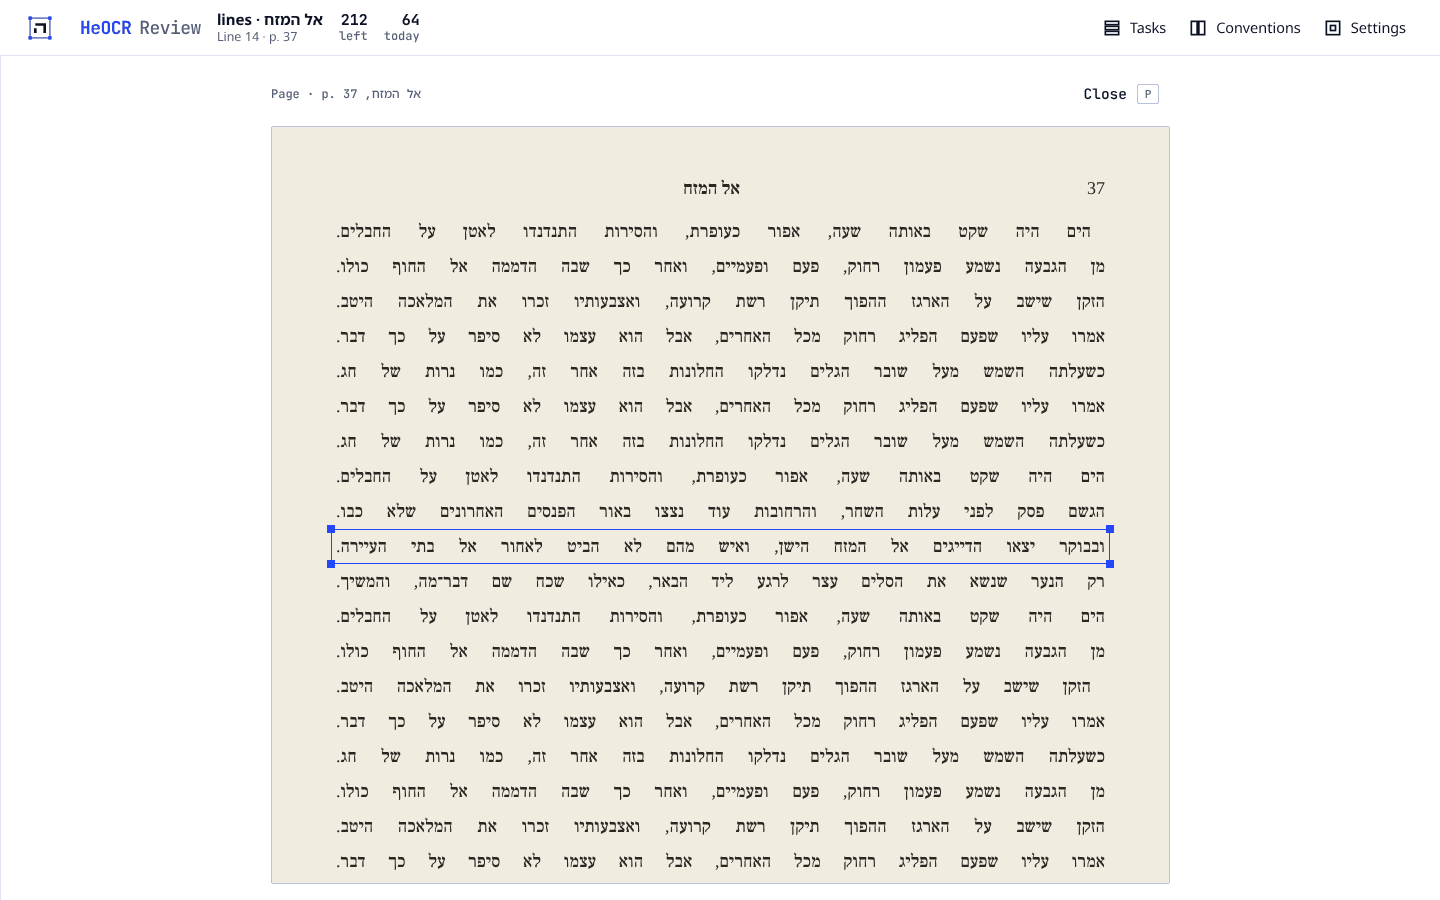 HeOCR Review
lines · אל המזח
Line 14 · p. 37
212 left
64 today
Tasks
Conventions
Settings
Page · p. 37 ,אל המזח
Close P
37 אל המזח
הים היה שקט באותה שעה, אפור כעופרת, והסירות התנדנדו לאטן על החבלים.
מן הגבעה נשמע פעמון רחוק, פעם ופעמיים, ואחר כך שבה הדממה אל החוף כולו.
הזקן שישב על הארגז ההפוך תיקן רשת קרועה, ואצבעותיו זכרו את המלאכה היטב.
אמרו עליו שפעם הפליג רחוק מכל האחרים, אבל הוא עצמו לא סיפר על כך דבר.
כשעלתה השמש מעל שובר הגלים נדלקו החלונות בזה אחר זה, כמו נרות של חג.
אמרו עליו שפעם הפליג רחוק מכל האחרים, אבל הוא עצמו לא סיפר על כך דבר.
כשעלתה השמש מעל שובר הגלים נדלקו החלונות בזה אחר זה, כמו נרות של חג.
הים היה שקט באותה שעה, אפור כעופרת, והסירות התנדנדו לאטן על החבלים.
הגשם פסק לפני עלות השחר, והרחובות עוד נצצו באור הפנסים האחרונים שלא כבו.
ובבוקר יצאו הדייגים אל המזח הישן, ואיש מהם לא הביט לאחור אל בתי העיירה.
רק הנער שנשא את הסלים עצר לרגע ליד הבאר, כאילו שכח שם דבר־מה, והמשיך.
הים היה שקט באותה שעה, אפור כעופרת, והסירות התנדנדו לאטן על החבלים.
מן הגבעה נשמע פעמון רחוק, פעם ופעמיים, ואחר כך שבה הדממה אל החוף כולו.
הזקן שישב על הארגז ההפוך תיקן רשת קרועה, ואצבעותיו זכרו את המלאכה היטב.
אמרו עליו שפעם הפליג רחוק מכל האחרים, אבל הוא עצמו לא סיפר על כך דבר.
כשעלתה השמש מעל שובר הגלים נדלקו החלונות בזה אחר זה, כמו נרות של חג.
מן הגבעה נשמע פעמון רחוק, פעם ופעמיים, ואחר כך שבה הדממה אל החוף כולו.
הזקן שישב על הארגז ההפוך תיקן רשת קרועה, ואצבעותיו זכרו את המלאכה היטב.
אמרו עליו שפעם הפליג רחוק מכל האחרים, אבל הוא עצמו לא סיפר על כך דבר.